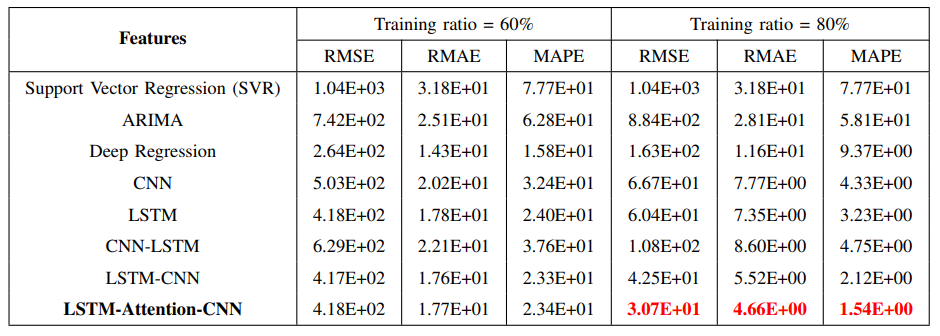 Features Training ratio = 60% Training ratio = 80%
RMSE RMAE MAPE RMSE RMAE MAPE
Support Vector Regression (SVR) 1.04E+03 3.18E+01 7.77E+01 1.04E+03 3.18E+01 7.77E+01
ARIMA 7.42E+02 2.51E+01 6.28E+01 8.84E+02 2.81E+01 5.81E+01
Deep Regression 2.64E+02 1.43E+01 1.58E+01 1.63E+02 1.16E+01 9.37E+00
CNN 5.03E+02 2.02E+01 3.24E+01 6.67E+01 7.77E+00 4.33E+00
LSTM 4.18E+02 1.78E+01 2.40E+01 6.04E+01 7.35E+00 3.23E+00
CNN-LSTM 6.29E+02 2.21E+01 3.76E+01 1.08E+02 8.60E+00 4.75E+00
LSTM-CNN 4.17E+02 1.76E+01 2.33E+01 4.25E+01 5.52E+00 2.12E+00
LSTM-Attention-CNN 4.18E+02 1.77E+01 2.34E+01 3.07E+01 4.66E+00 1.54E+00